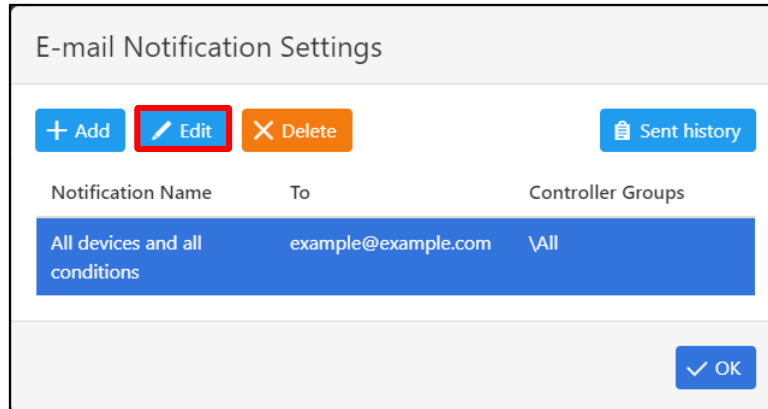 E-mail Notification Settings
Add Edit Delete Sent history
Notification Name To Controller Groups
All devices and all example@example.com \All
conditions
OK